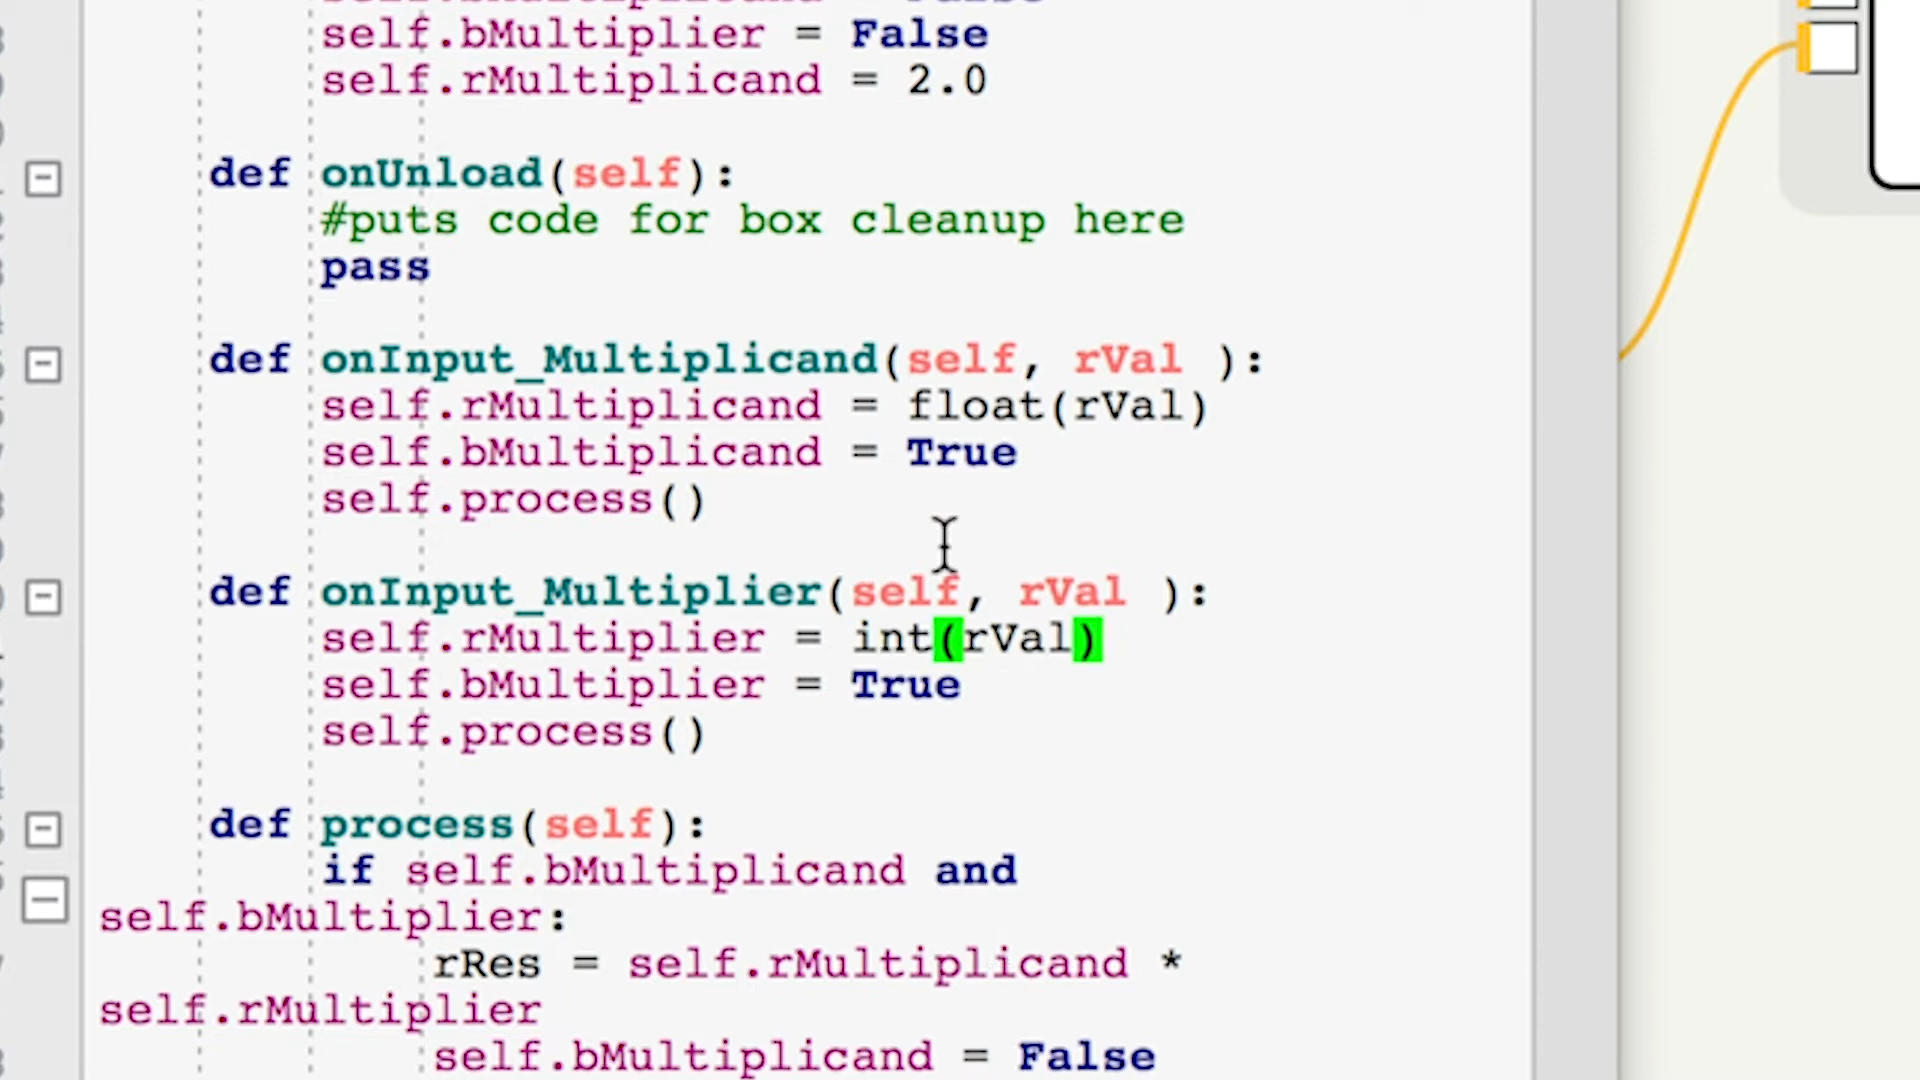 self.bMultiplicand = False
self.bMultiplier = False
self.rMultiplicand = 2.0
def onUnload(self):
#puts code for box cleanup here
pass
def onInput_Multiplicand(self, rVal ):
self.rMultiplicand = float(rVal)
self.bMultiplicand = True
self.process()
def onInput_Multiplier(self, rVal ):
self.rMultiplier = int(rVal)
self.bMultiplier = True
self.process()
def process(self):
if self.bMultiplicand and
self.bMultiplier:
rRes = self.rMultiplicand *
self.rMultiplier
self.bMultiplicand = False